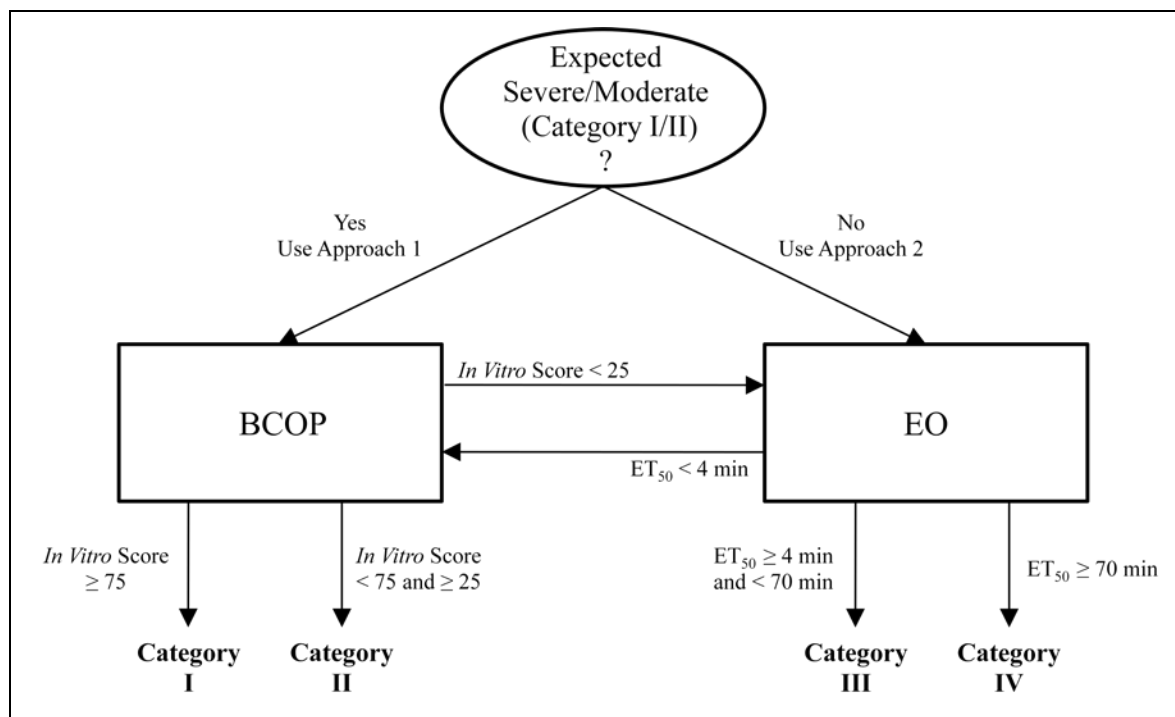 Expected
Severe/Moderate
(Category I/II)
?
Yes
Use Approach 1
No
Use Approach 2
BCOP
In Vitro Score < 25
EO
ET50 < 4 min
In Vitro Score
≥ 75
In Vitro Score
< 75 and ≥ 25
ET50 ≥ 4 min
and < 70 min
ET50 ≥ 70 min
Category
I
Category
II
Category
III
Category
IV